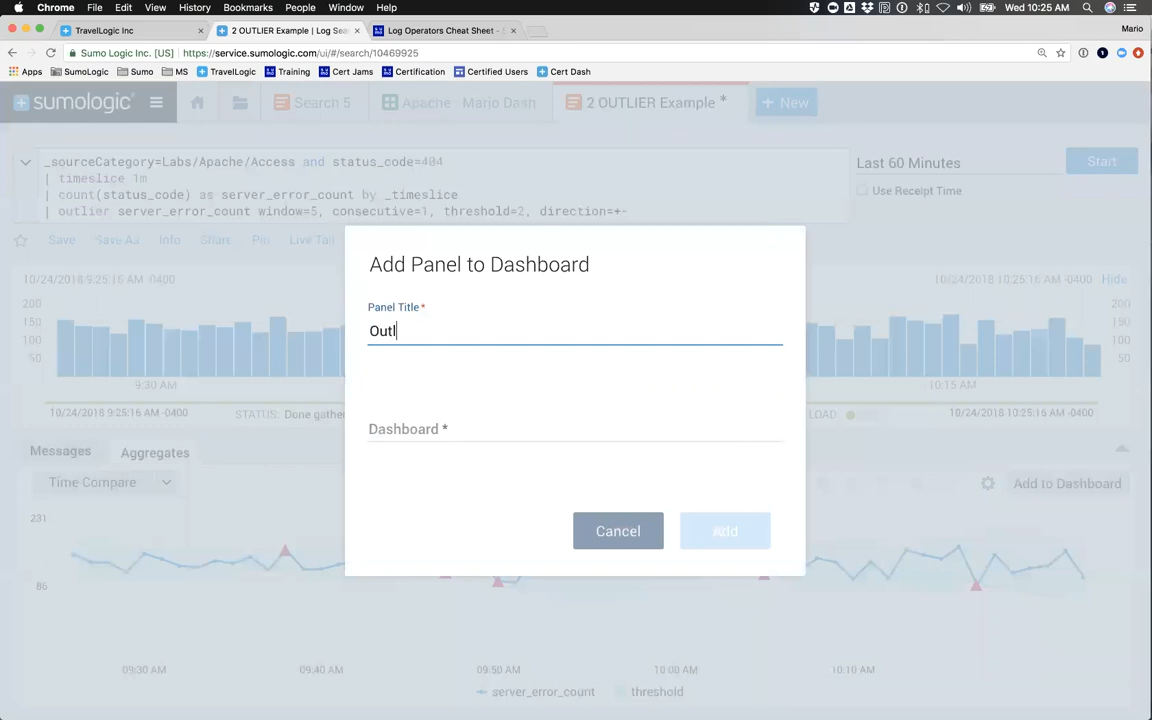 Chrome File Edit View History Bookmarks People Window Help Wed 10:25 AM
TravelLogic Inc
2 OUTLIER Example | Log Sea
Log Operators Cheat Sheet -
Mario
Sumo Logic Inc. [US] https://service.sumologic.com/ui/#/search/10469925
Apps SumoLogic Sumo MS TravelLogic Training Cert Jams Certification Certified Users Cert Dash
sumologic Search 5 Apache Mario Dash 2 OUTLIER Example * + New
_sourceCategory=Labs/Apache/Access and status_code=404
| timeslice 1m
| count(status_code) as server_error_count by _timeslice
| outlier server_error_count window=5, consecutive=1, threshold=2, direction=+-
Last 60 Minutes Start
Use Receipt Time
Save Save As Info Share Pin Live Tail
10/24/2018 9:25:16 AM -0400
10/24/2018 10:25:16 AM -0400 Hide
200 200
150 150
100 100
50 50
9:30 AM 10:15 AM
10/24/2018 9:25:16 AM -0400 STATUS: Done gather LOAD 10/24/2018 10:25:16 AM -0400
Messages Aggregates
Time Compare Add to Dashboard
231
86
09:30 AM 09:40 AM 09:50 AM 10:00 AM 10:10 AM
server_error_count threshold
Add Panel to Dashboard
Panel Title *
Outl
Dashboard *
Cancel Add